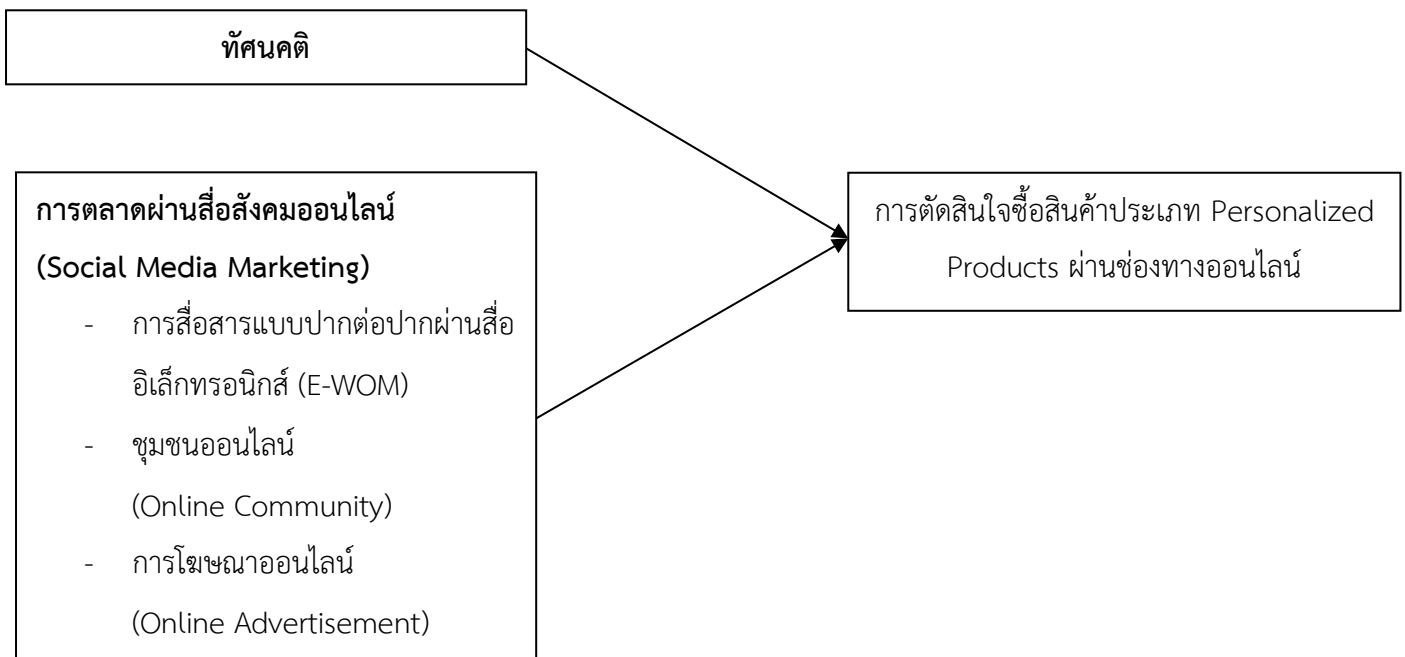 ทัศนคติ
การตลาดผ่านสื่อสังคมออนไลน์
(Social Media Marketing)
- การสื่อสารแบบปากต่อปากผ่านสื่อ
อิเล็กทรอนิกส์ (E-WOM)
- ชุมชนออนไลน์
(Online Community)
- การโฆษณาออนไลน์
(Online Advertisement)
การตัดสินใจซื้อสินค้าประเภท Personalized
Products ผ่านช่องทางออนไลน์